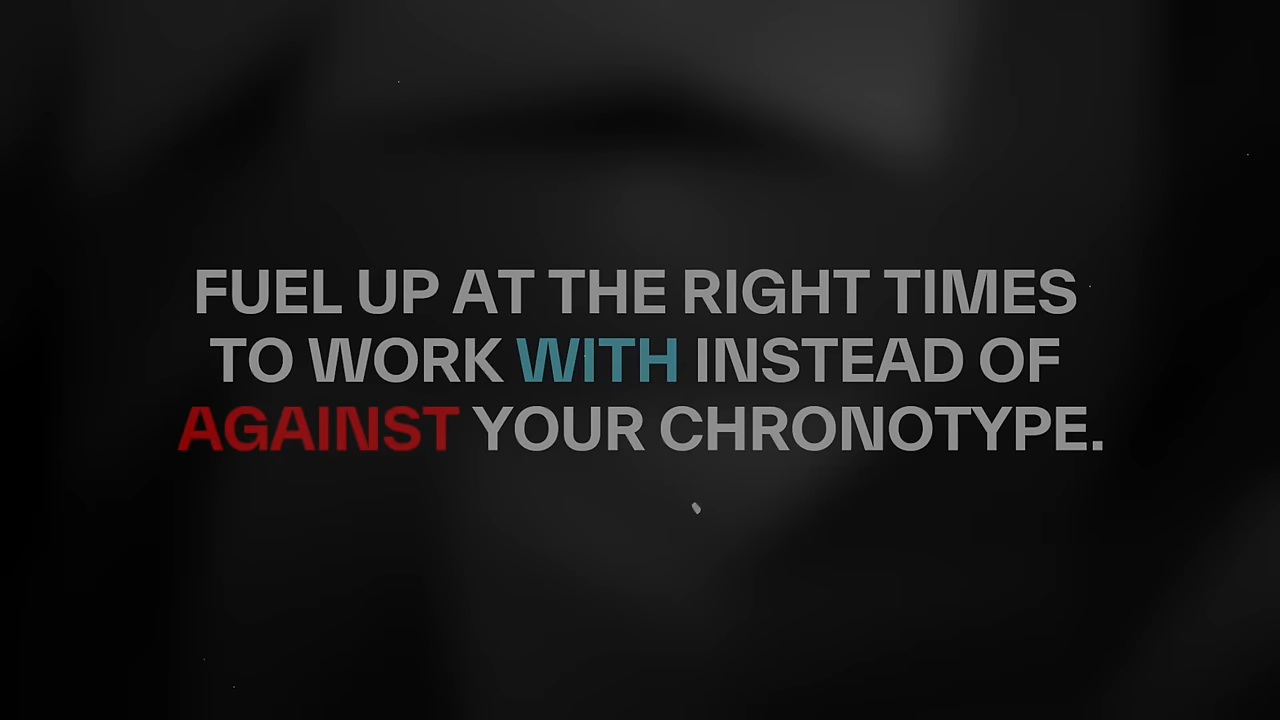 FUEL UP AT THE RIGHT TIMES
TO WORK WITH INSTEAD OF
AGAINST YOUR CHRONOTYPE.